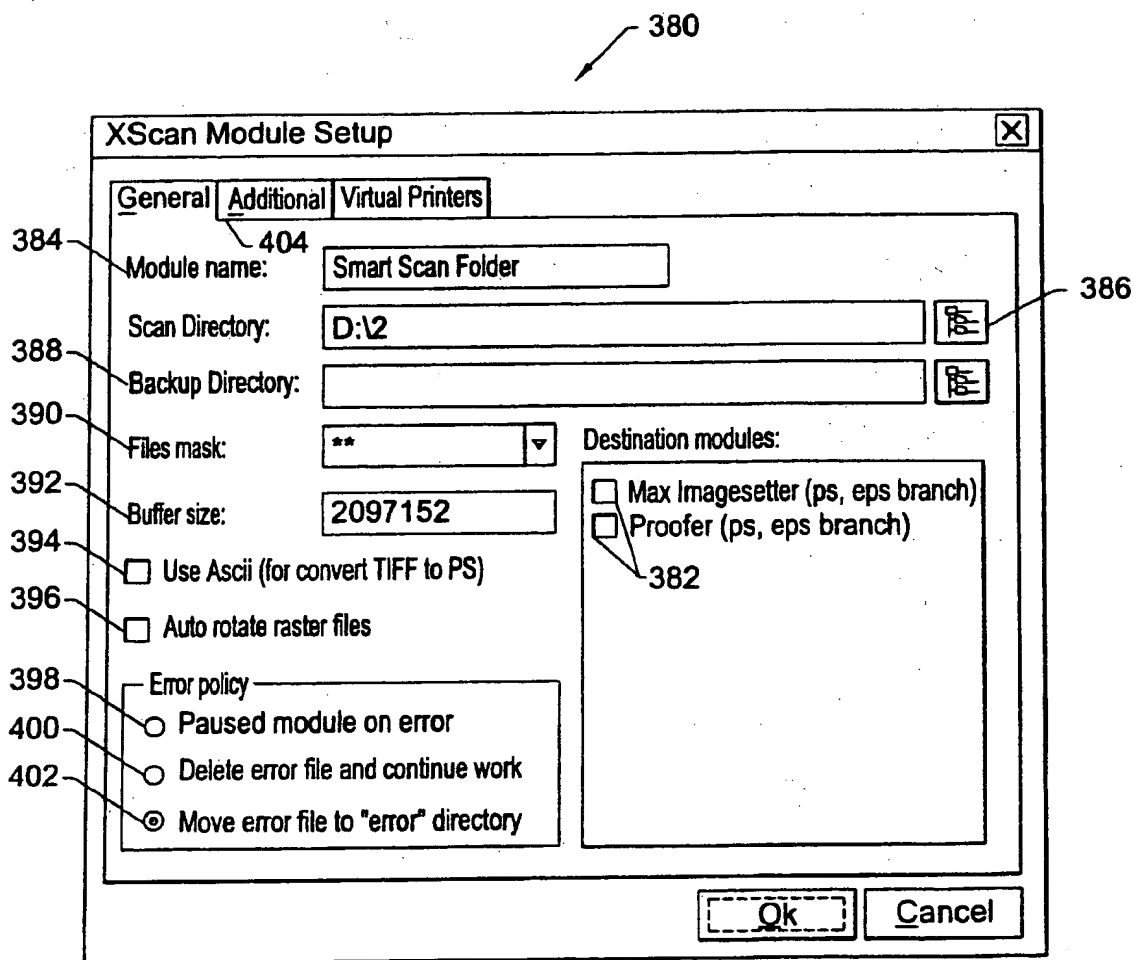 380
XScan Module Setup
General Additional Virtual Printers
404
384 Module name: Smart Scan Folder
386
Scan Directory: D:\2
388 Backup Directory:
390 Files mask: ** Destination modules:
392 Buffer size: 2097152
Max Imagesetter (ps, eps branch)
Proofer (ps, eps branch)
382
394 Use Ascii (for convert TIFF to PS)
396 Auto rotate raster files
Error policy
398 Paused module on error
400 Delete error file and continue work
402 Move error file to "error" directory
Ok Cancel